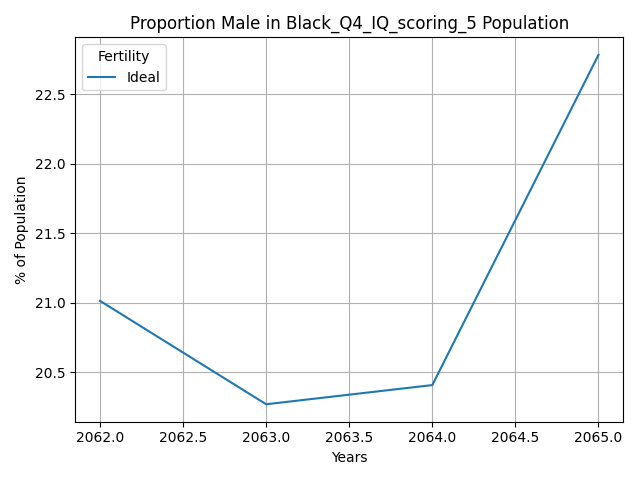 Proportion Male in Black_Q4_IQ_scoring_5 Population
Fertility
Ideal
% of Population
22.5
22.0
21.5
21.0
20.5
2062.0 2062.5 2063.0 2063.5 2064.0 2064.5 2065.0
Years